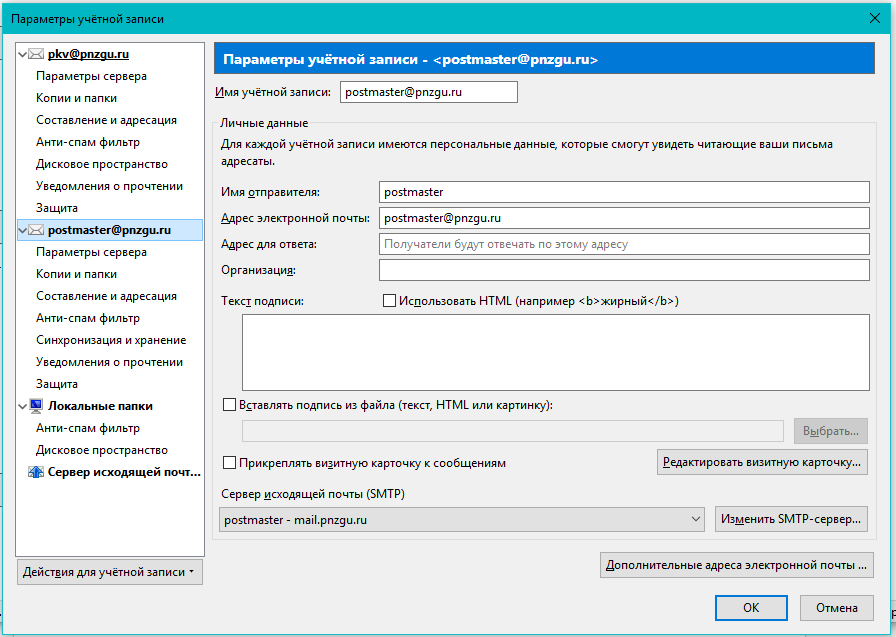 Параметры учётной записи
pkv@pnzgu.ru
Параметры сервера
Копии и папки
Составление и адресация
Анти-спам фильтр
Дисковое пространство
Уведомления о прочтении
Защита
postmaster@pnzgu.ru
Параметры сервера
Копии и папки
Составление и адресация
Анти-спам фильтр
Синхронизация и хранение
Уведомления о прочтении
Защита
Локальные папки
Анти-спам фильтр
Дисковое пространство
Сервер исходящей почт...
Действия для учётной записи
Параметры учётной записи - <postmaster@pnzgu.ru>
Имя учётной записи: postmaster@pnzgu.ru
Личные данные
Для каждой учётной записи имеются персональные данные, которые смогут увидеть читающие ваши письма
адресаты.
Имя отправителя: postmaster
Адрес электронной почты: postmaster@pnzgu.ru
Адрес для ответа: Получатели будут отвечать по этому адресу
Организация:
Текст подписи: Использовать HTML (например <b>жирный</b>)
Вставлять подпись из файла (текст, HTML или картинку):
Выбрать...
Прикреплять визитную карточку к сообщениям Редактировать визитную карточку...
Сервер исходящей почты (SMTP)
postmaster - mail.pnzgu.ru Изменить SMTP-сервер...
Дополнительные адреса электронной почты ...
ОК Отмена